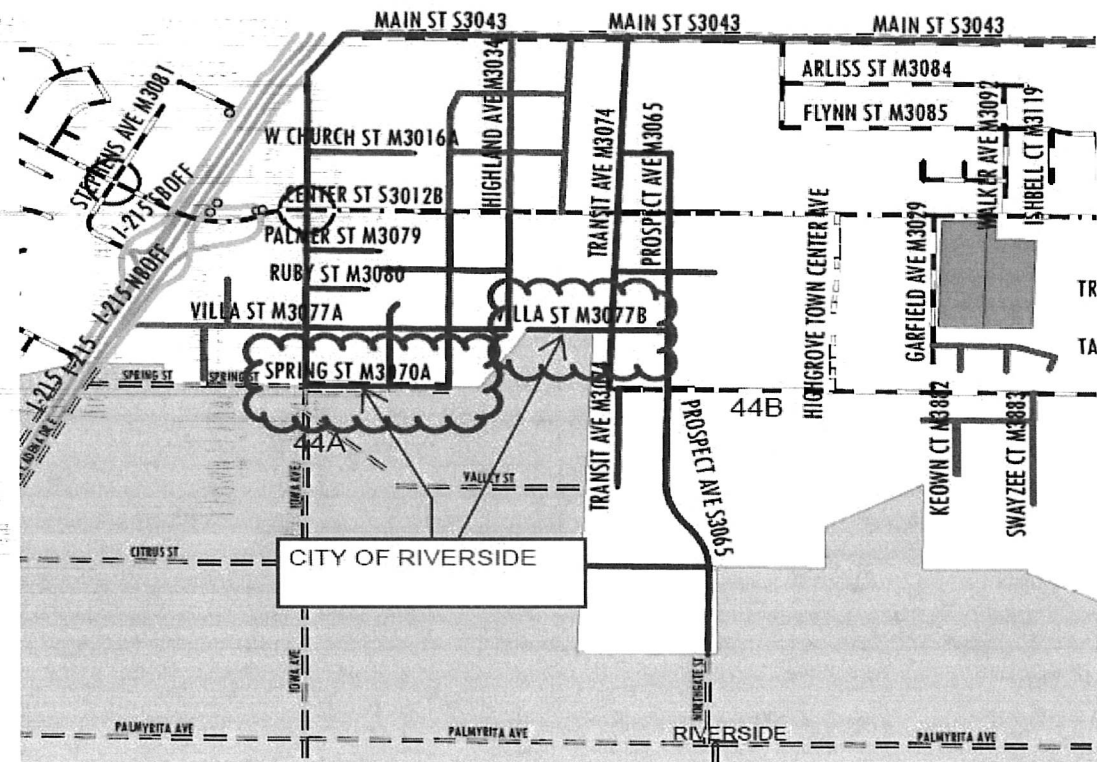 MAIN ST S3043
MAIN ST S3043
MAIN ST S3043
STEPHENS AVE M3081
HIGHLAND AVE M3034
ARLISS ST M3084
FLYNN ST M3085
WALKER AVE M3092
ISHBELL CT M3119
W CHURCH ST M3016A
TRANSIT AVE M3074
PROSPECT AVE M3065
I-215 SBOFF
CENTER ST S3012B
PALMER ST M3079
RUBY ST M3080
I-215 NBOFF
VILLA ST M3077A
VILLA ST M3077B
HIGHGROVE TOWN CENTER AVE
GARFIELD AVE M3029
TR
TA
I-215
I-215
SPRING ST
SPRING ST
SPRING ST M3070A
TRANSIT AVE M3074
44B
44A
PROSPECT AVE S3065
KEOWN CT M3882
SWAYZEE CT M3883
IOWA AVE
VALLEY ST
CITRUS ST
CITY OF RIVERSIDE
IOWA AVE
NORTHGATE ST
PALMYRITA AVE
PALMYRITA AVE
RIVERSIDE
PALMYRITA AVE